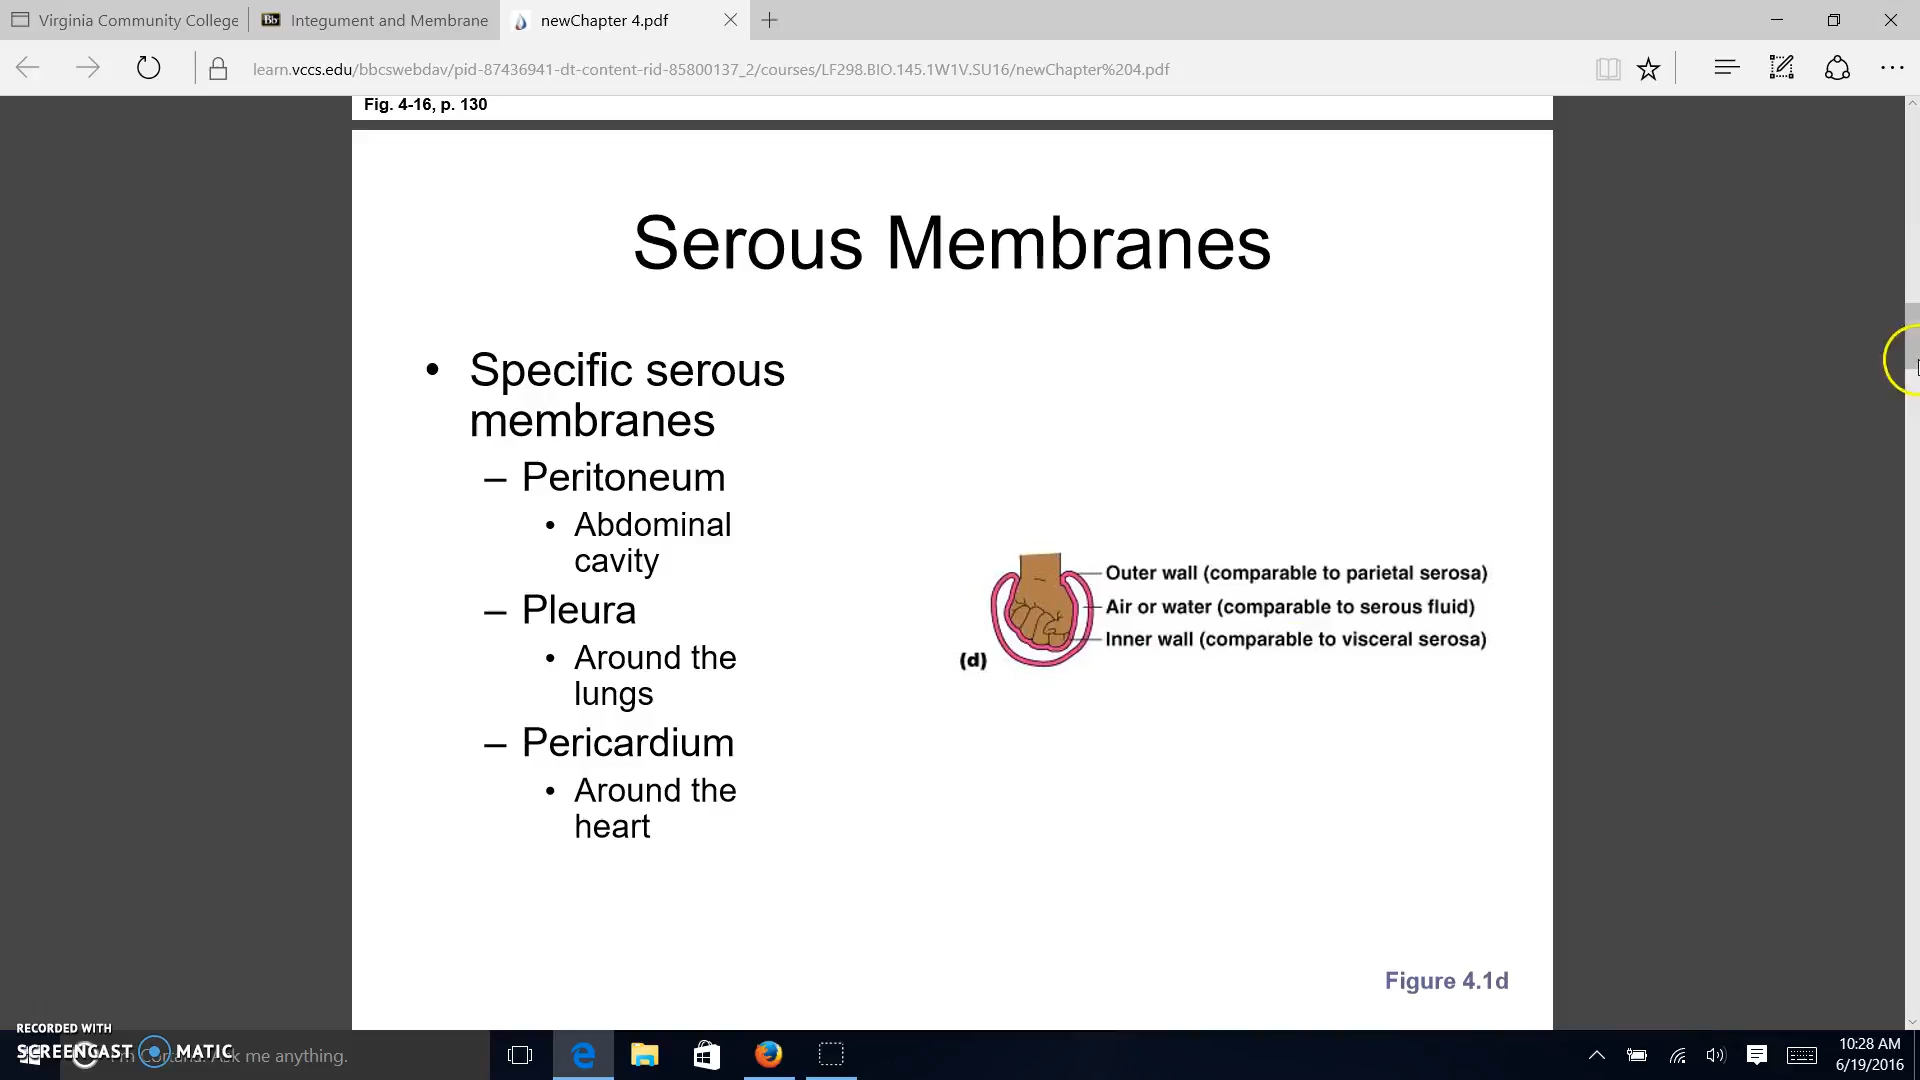 Virginia Community College
Bb Integument and Membrane
newChapter 4.pdf
learn.vccs.edu/bbcswebdav/pid-87436941-dt-content-rid-85800137_2/courses/LF298.BIO.145.1W1V.SU16/newChapter%204.pdf
Fig. 4-16, p. 130
Serous Membranes
• Specific serous
membranes
– Peritoneum
• Abdominal
cavity
– Pleura
• Around the
lungs
– Pericardium
• Around the
heart
Outer wall (comparable to parietal serosa)
Air or water (comparable to serous fluid)
Inner wall (comparable to visceral serosa)
(d)
Figure 4.1d
RECORDED WITH
SCREENCAST MATIC
Ask me anything.
10:28 AM
6/19/2016